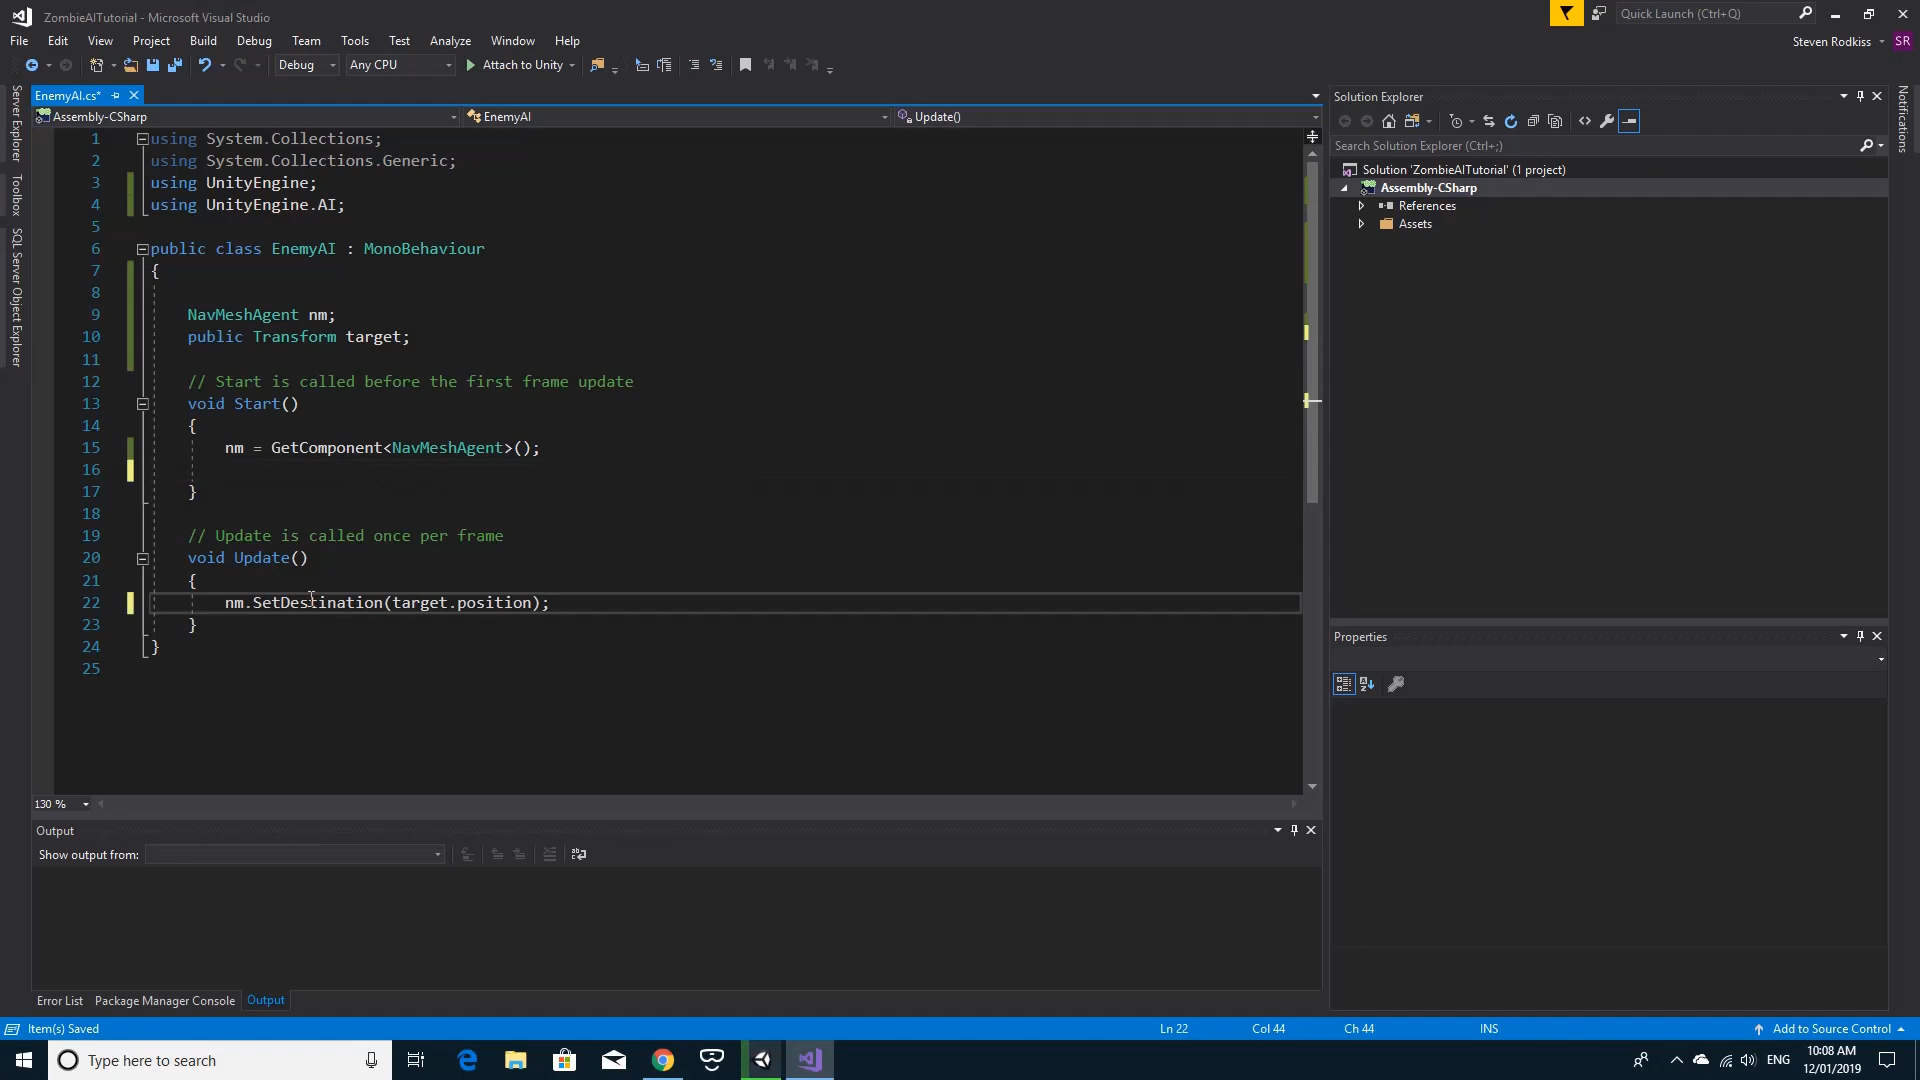 ZombieAITutorial - Microsoft Visual Studio
Quick Launch (Ctrl+Q)
File Edit View Project Build Debug Team Tools Test Analyze Window Help
Steven Rodkiss SR
Debug Any CPU Attach to Unity
EnemyAI.cs*
Assembly-CSharp EnemyAI Update()
Server Explorer
Toolbox
SQL Server Object Explorer
1 using System.Collections;
2 using System.Collections.Generic;
3 using UnityEngine;
4 using UnityEngine.AI;
5
6 public class EnemyAI : MonoBehaviour
7 {
8
9 NavMeshAgent nm;
10 public Transform target;
11
12 // Start is called before the first frame update
13 void Start()
14 {
15 nm = GetComponent<NavMeshAgent>();
16
17 }
18
19 // Update is called once per frame
20 void Update()
21 {
22 nm.SetDestination(target.position);
23 }
24 }
25
130 %
Output
Show output from:
Error List Package Manager Console Output
Solution Explorer
Search Solution Explorer (Ctrl+;)
Solution 'ZombieAITutorial' (1 project)
Assembly-CSharp
References
Assets
Properties
Notifications
Item(s) Saved Ln 22 Col 44 Ch 44 INS Add to Source Control
Type here to search
ENG
10:08 AM
12/01/2019